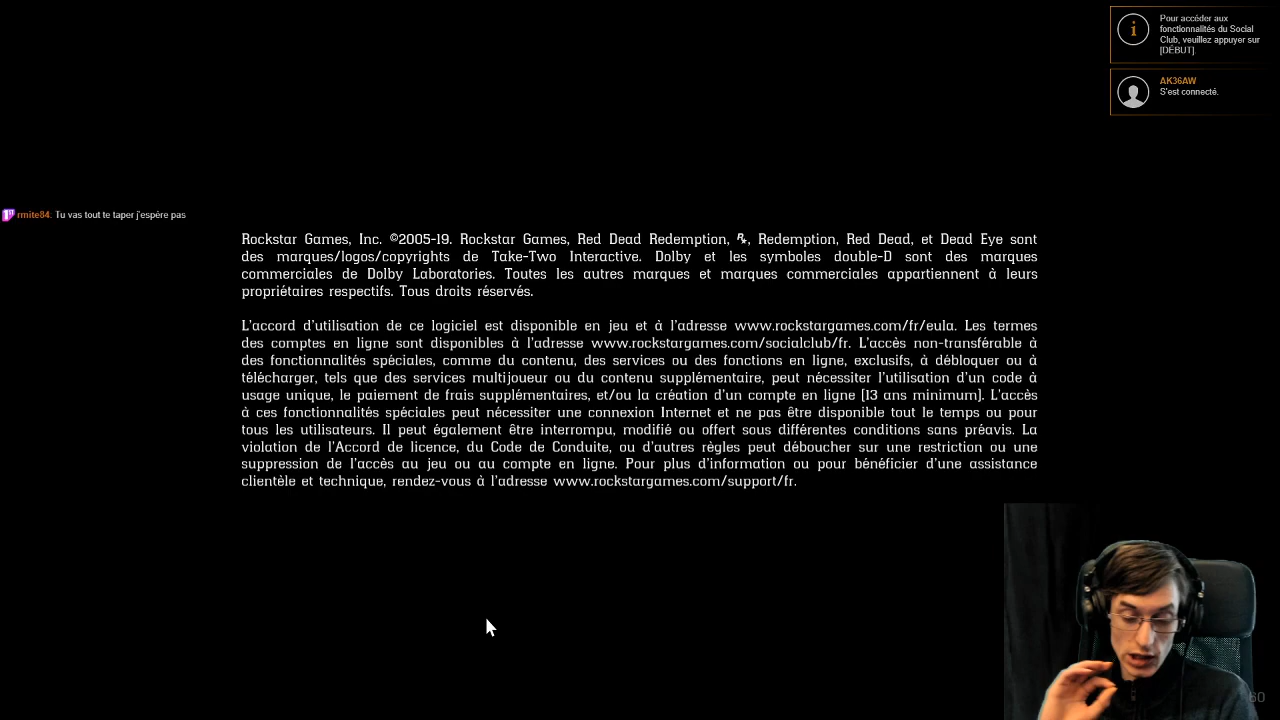 Pour accéder aux
fonctionnalités du Social
Club, veuillez appuyer sur
[DÉBUT].
AK36AW
S'est connecté.
rmite84: Tu vas tout te taper j'espère pas
Rockstar Games, Inc. ©2005-19. Rockstar Games, Red Dead Redemption, R*, Redemption, Red Dead, et Dead Eye sont
des marques/logos/copyrights de Take-Two Interactive. Dolby et les symboles double-D sont des marques
commerciales de Dolby Laboratories. Toutes les autres marques et marques commerciales appartiennent à leurs
propriétaires respectifs. Tous droits réservés.
L'accord d'utilisation de ce logiciel est disponible en jeu et à l'adresse www.rockstargames.com/fr/eula. Les termes
des comptes en ligne sont disponibles à l'adresse www.rockstargames.com/socialclub/fr. L'accès non-transférable à
des fonctionnalités spéciales, comme du contenu, des services ou des fonctions en ligne, exclusifs, à débloquer ou à
télécharger, tels que des services multijoueur ou du contenu supplémentaire, peut nécessiter l'utilisation d'un code à
usage unique, le paiement de frais supplémentaires, et/ou la création d'un compte en ligne [13 ans minimum]. L'accès
à ces fonctionnalités spéciales peut nécessiter une connexion Internet et ne pas être disponible tout le temps ou pour
tous les utilisateurs. Il peut également être interrompu, modifié ou offert sous différentes conditions sans préavis. La
violation de l'Accord de licence, du Code de Conduite, ou d'autres règles peut déboucher sur une restriction ou une
suppression de l'accès au jeu ou au compte en ligne. Pour plus d'information ou pour bénéficier d'une assistance
clientèle et technique, rendez-vous à l'adresse www.rockstargames.com/support/fr.
60